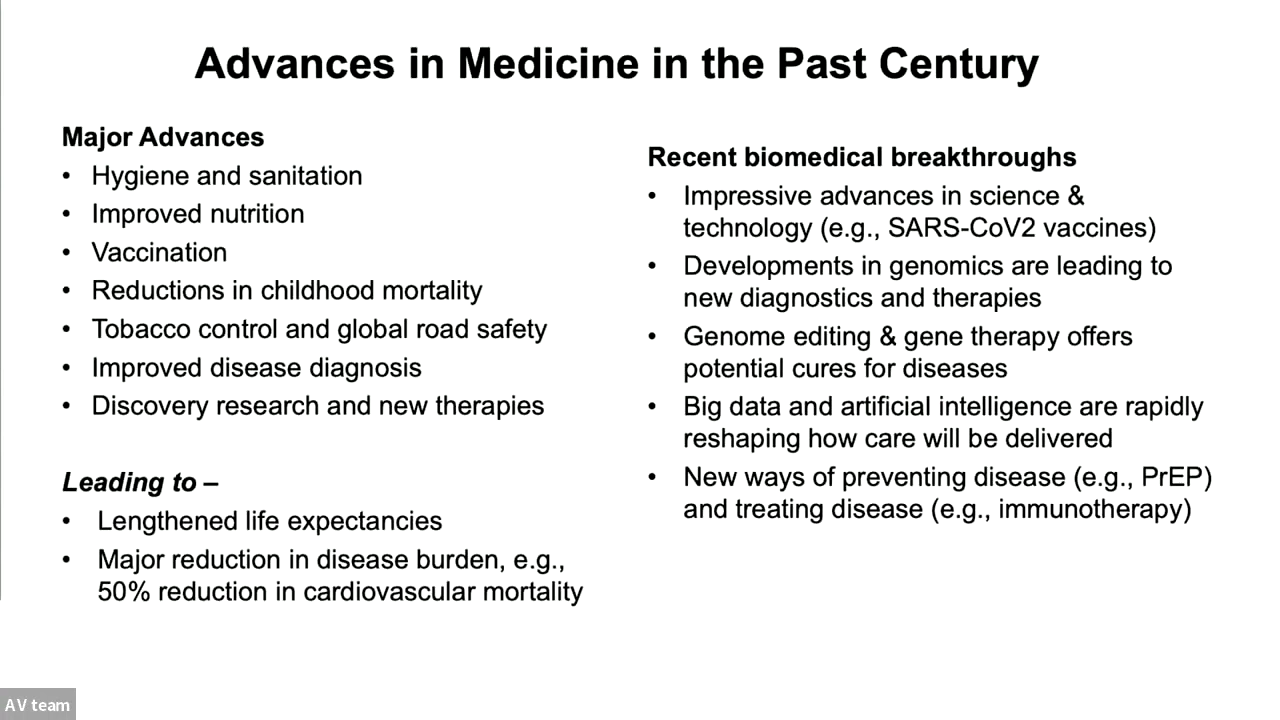 Advances in Medicine in the Past Century
Major Advances
• Hygiene and sanitation
• Improved nutrition
• Vaccination
• Reductions in childhood mortality
• Tobacco control and global road safety
• Improved disease diagnosis
• Discovery research and new therapies
Leading to –
• Lengthened life expectancies
• Major reduction in disease burden, e.g.,
50% reduction in cardiovascular mortality
Recent biomedical breakthroughs
• Impressive advances in science &
technology (e.g., SARS-CoV2 vaccines)
• Developments in genomics are leading to
new diagnostics and therapies
• Genome editing & gene therapy offers
potential cures for diseases
• Big data and artificial intelligence are rapidly
reshaping how care will be delivered
• New ways of preventing disease (e.g., PrEP)
and treating disease (e.g., immunotherapy)
AV team